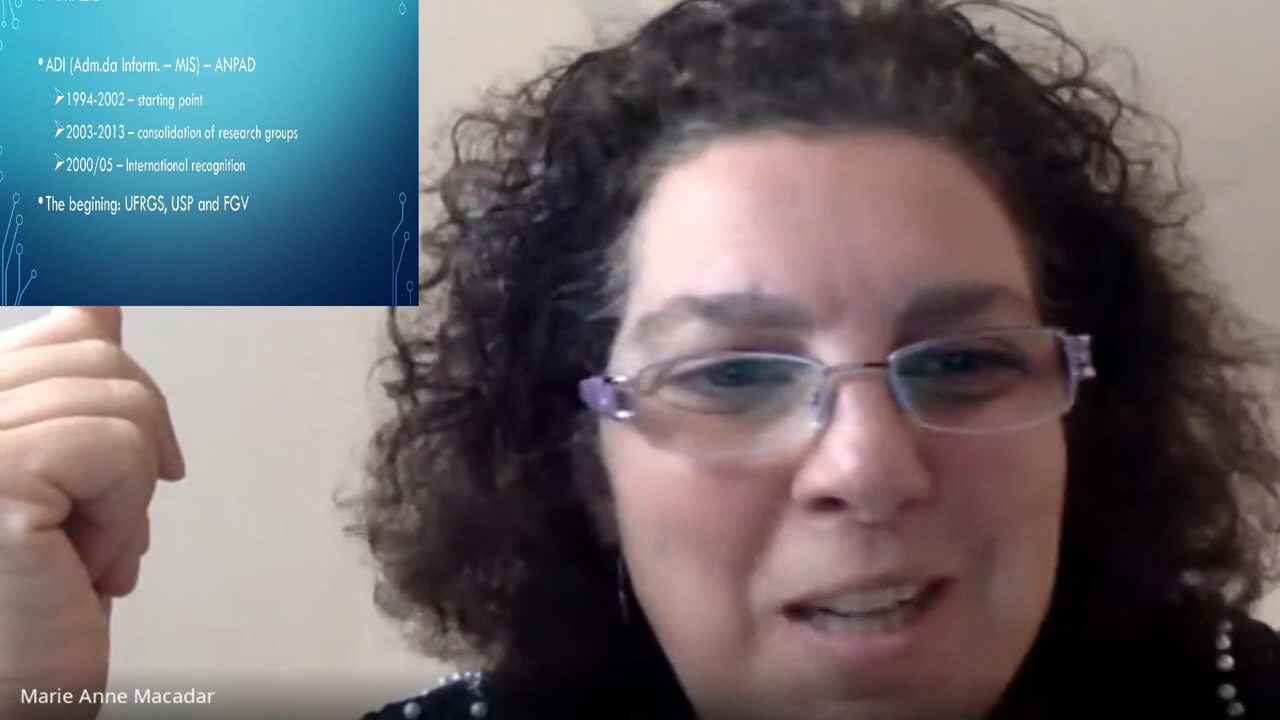 •ADI (Adm.da Inform. – MIS) – ANPAD
➢1994-2002 – starting point
➢2003-2013 – consolidation of research groups
➢2000/05 – International recognition
•The begining: UFRGS, USP and FGV
Marie Anne Macadar